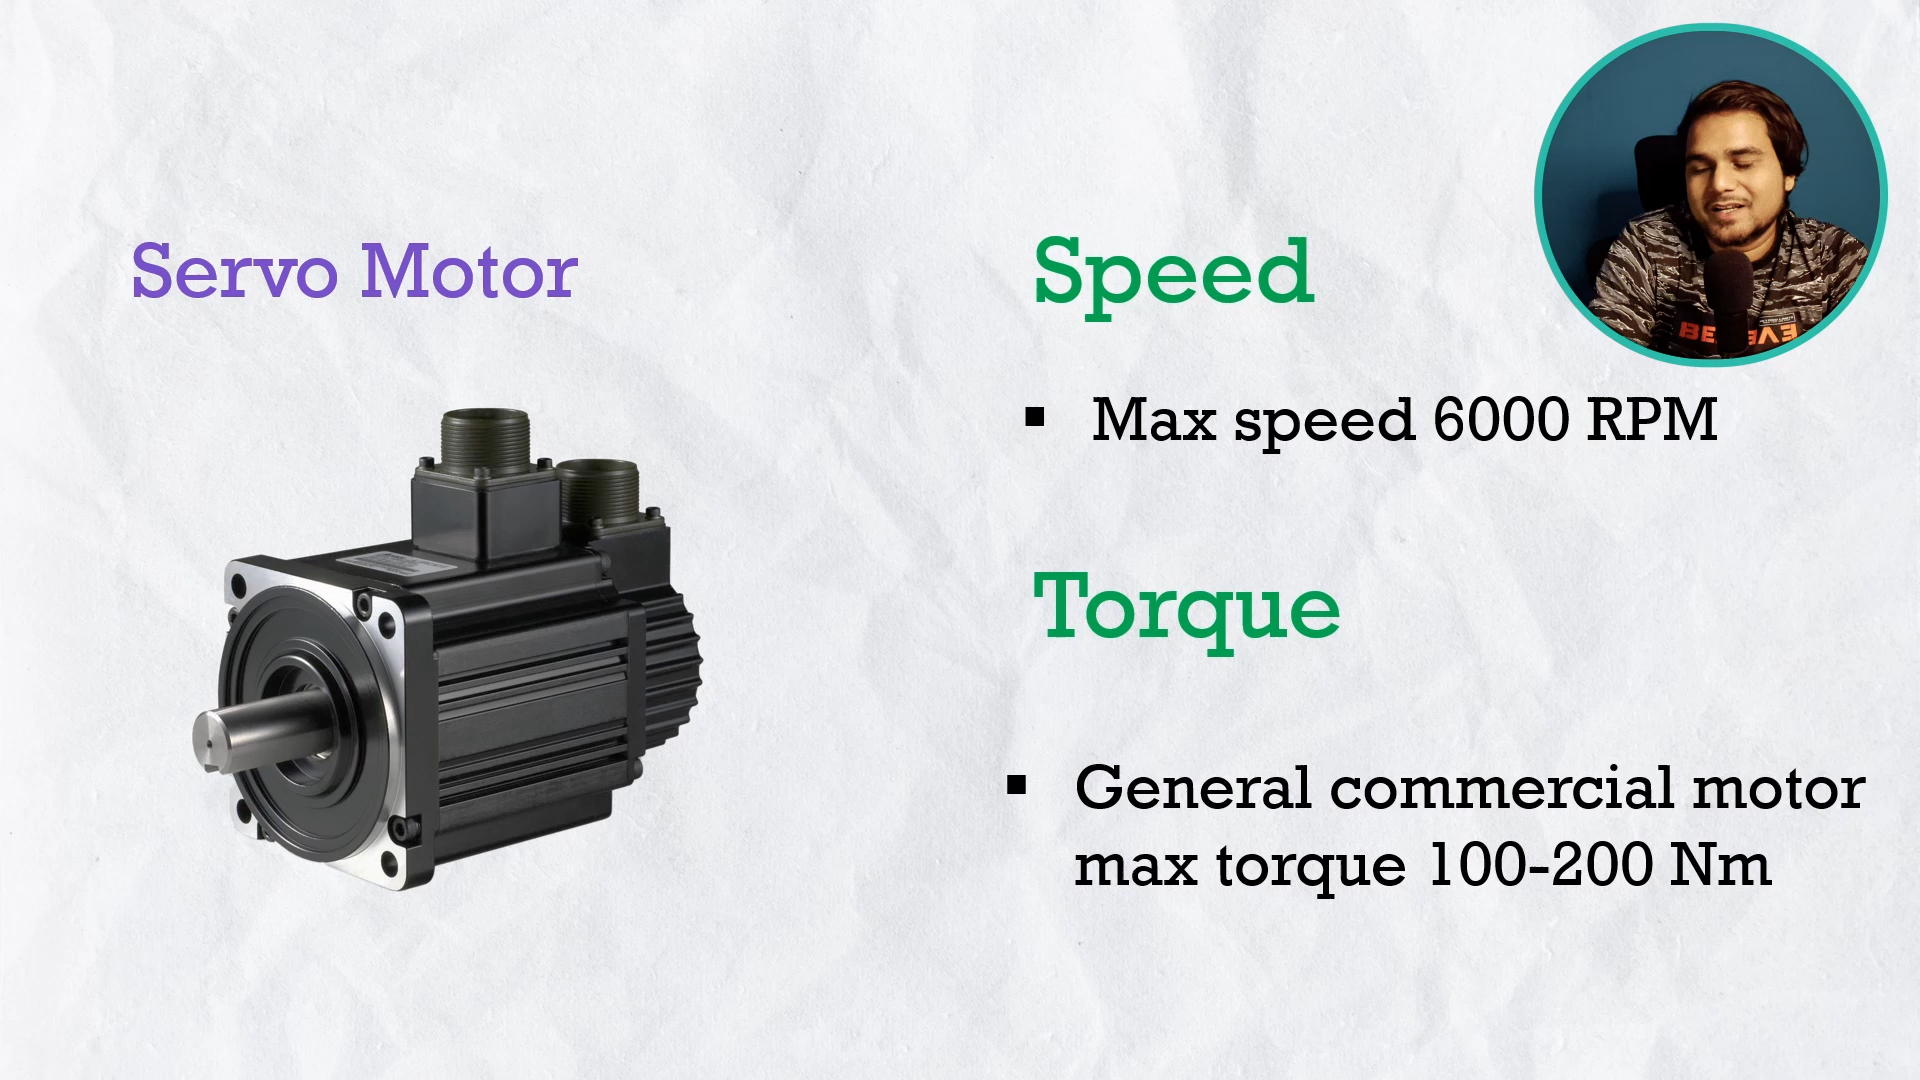 Servo Motor
Speed
Max speed 6000 RPM
Torque
General commercial motor
max torque 100-200 Nm